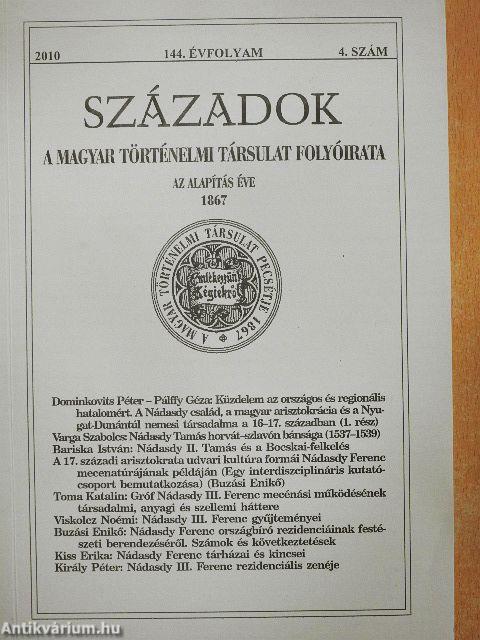 2010 144. ÉVFOLYAM 4. SZÁM
SZÁZADOK
A MAGYAR TÖRTÉNELMI TÁRSULAT FOLYÓIRATA
AZ ALAPÍTÁS ÉVE
1867
A MAGYAR TÖRTÉNELMI TÁRSULAT PECSÉTJE 1867
Emlékezzünk
Régiekről
Dominkovits Péter – Pálffy Géza: Küzdelem az országos és regionális
hatalomért. A Nádasdy család, a magyar arisztokrácia és a Nyu-
gat-Dunántúl nemesi társadalma a 16–17. században (1. rész)
Varga Szabolcs: Nádasdy Tamás horvát–szlavón bánsága (1537–1539)
Bariska István: Nádasdy II. Tamás és a Bocskai-felkelés
A 17. századi arisztokrata udvari kultúra formái Nádasdy Ferenc
mecenatúrájának példáján (Egy interdiszciplináris kutató-
csoport bemutatkozása) (Buzási Enikő)
Toma Katalin: Gróf Nádasdy III. Ferenc mecénási működésének
társadalmi, anyagi és szellemi háttere
Viskolcz Noémi: Nádasdy III. Ferenc gyűjteményei
Buzási Enikő: Nádasdy Ferenc országbíró rezidenciáinak festé-
szeti berendezéséről. Számok és következtetések
Kiss Erika: Nádasdy Ferenc tárházai és kincsei
Király Péter: Nádasdy III. Ferenc rezidenciális zenéje
Antikvárium.hu